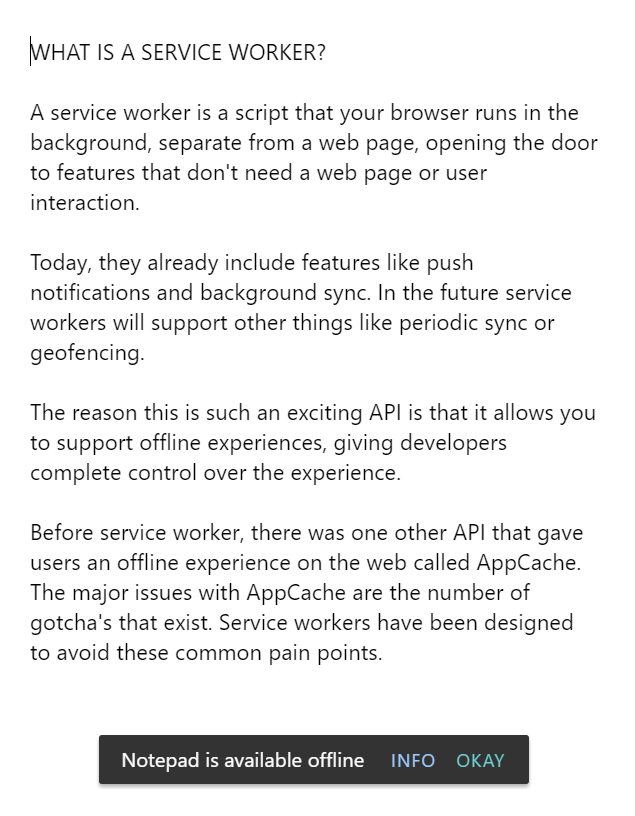 WHAT IS A SERVICE WORKER?
A service worker is a script that your browser runs in the
background, separate from a web page, opening the door
to features that don't need a web page or user
interaction.
Today, they already include features like push
notifications and background sync. In the future service
workers will support other things like periodic sync or
geofencing.
The reason this is such an exciting API is that it allows you
to support offline experiences, giving developers
complete control over the experience.
Before service worker, there was one other API that gave
users an offline experience on the web called AppCache.
The major issues with AppCache are the number of
gotcha's that exist. Service workers have been designed
to avoid these common pain points.
Notepad is available offline INFO OKAY